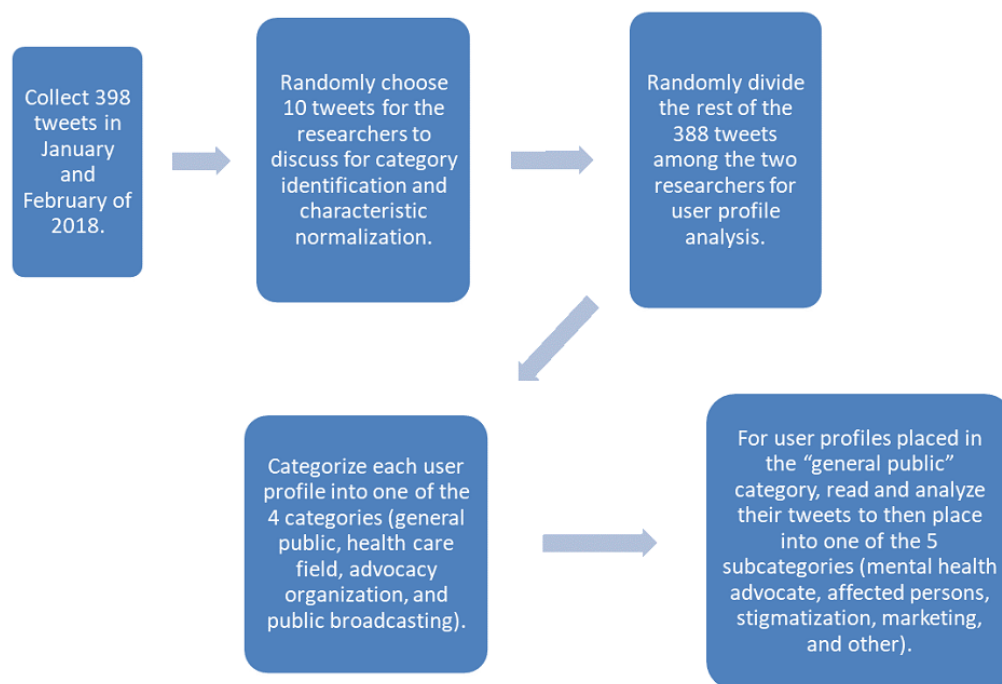 Collect 398
tweets in
January
and
February of
2018.
Randomly choose
10 tweets for the
researchers to
discuss for category
identification and
characteristic
normalization.
Randomly divide
the rest of the
388 tweets
among the two
researchers for
user profile
analysis.
Categorize each user
profile into one of the
4 categories (general
public, health care
field, advocacy
organization, and
public broadcasting).
For user profiles placed in
the “general public”
category, read and analyze
their tweets to then place
into one of the 5
subcategories (mental health
advocate, affected persons,
stigmatization, marketing,
and other).